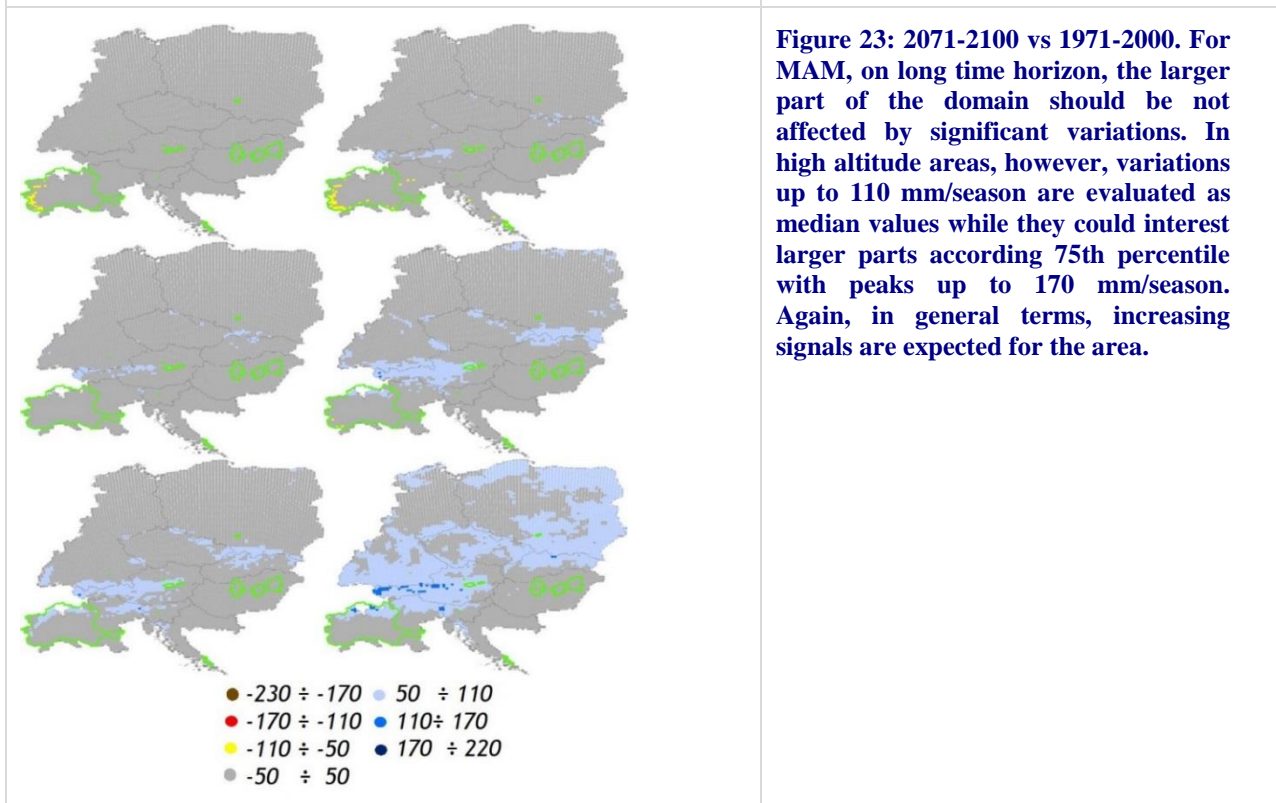 Figure 23: 2071-2100 vs 1971-2000. For
MAM, on long time horizon, the larger
part of the domain should be not
affected by significant variations. In
high altitude areas, however, variations
up to 110 mm/season are evaluated as
median values while they could interest
larger parts according 75th percentile
with peaks up to 170 mm/season.
Again, in general terms, increasing
signals are expected for the area.
-230 ÷ -170
-170 ÷ -110
-110 ÷ -50
-50 ÷ 50
50 ÷ 110
110÷ 170
170 ÷ 220